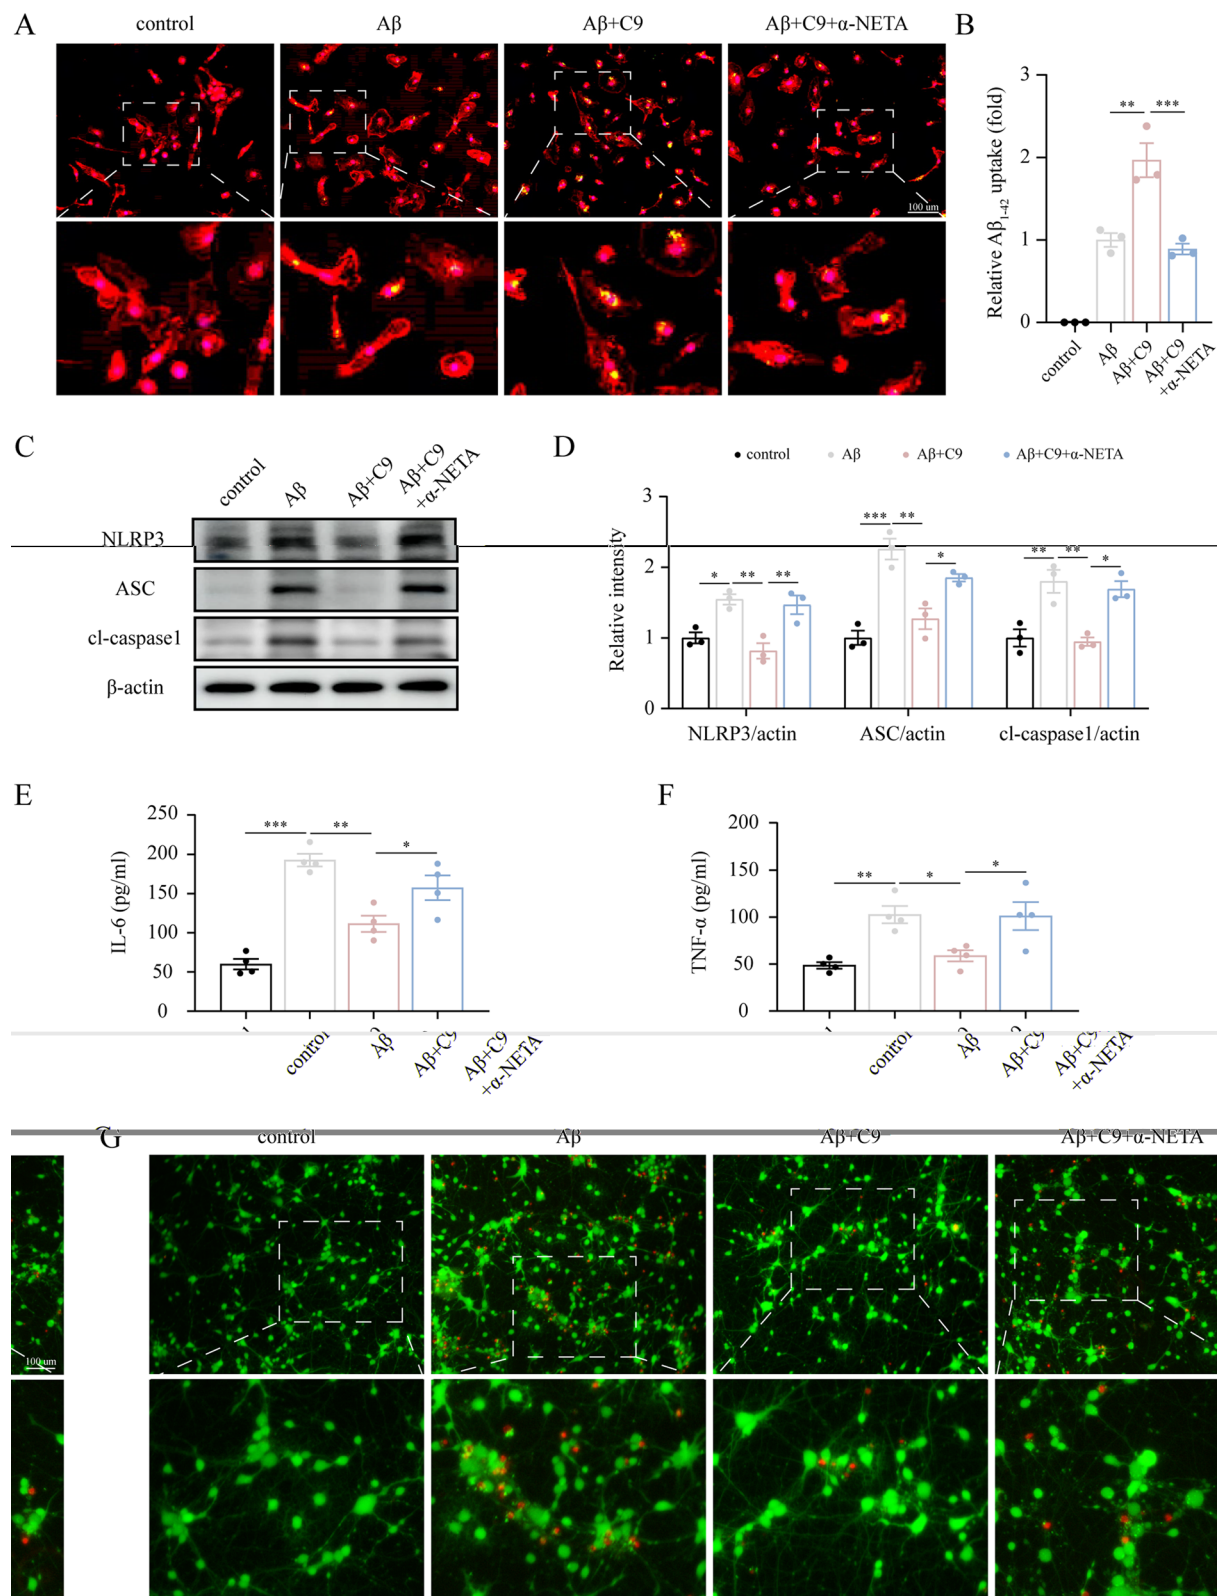 A
control
Aβ
Aβ+C9
Aβ+C9+α-NETA
100 um
B
Relative Aβ1-42 uptake (fold)
3
2
1
0
** ***
control
Aβ
Aβ+C9
Aβ+C9
+α-NETA
C
control
Aβ
Aβ+C9
Aβ+C9
+α-NETA
NLRP3
ASC
cl-caspase1
β-actin
D
control
Aβ
Aβ+C9
Aβ+C9+α-NETA
Relative intensity
3
2
1
0
* ** **
*** ** *
** ** *
NLRP3/actin
ASC/actin
cl-caspase1/actin
E
IL-6 (pg/ml)
250
200
150
100
50
0
*** ** *
control
Aβ
Aβ+C9
Aβ+C9
+α-NETA
F
TNF-α (pg/ml)
200
150
100
50
0
** * *
control
Aβ
Aβ+C9
Aβ+C9
+α-NETA
G
control
Aβ
Aβ+C9
Aβ+C9+α-NETA
100 um